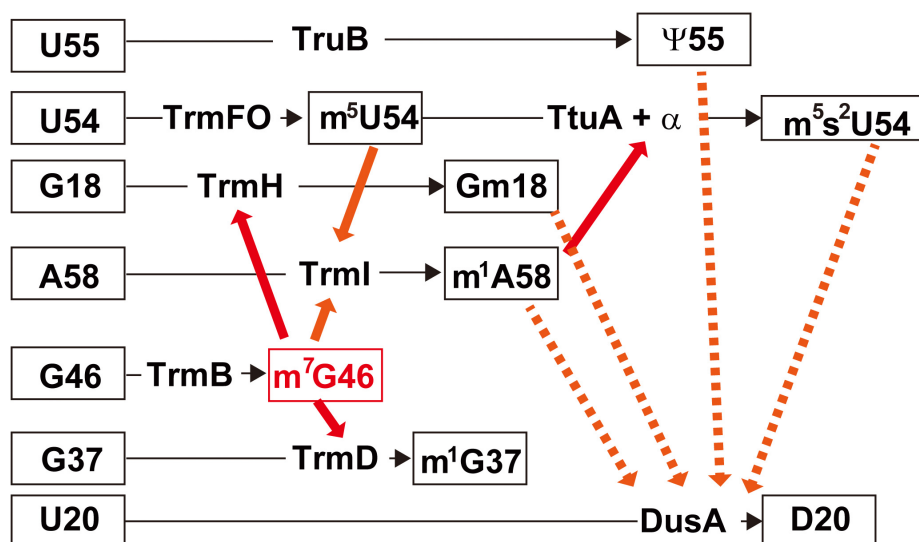 U55 TruB Ψ55
U54 TrmFO m⁵U54 TtuA + α m⁵s²U54
G18 TrmH Gm18
A58 TrmI m¹A58
G46 TrmB m⁷G46
G37 TrmD m¹G37
U20 DusA D20